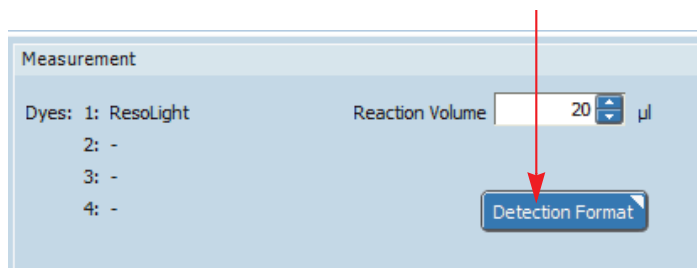 Measurement
Dyes: 1: ResoLight Reaction Volume 20 µl
2: -
3: -
4: - Detection Format